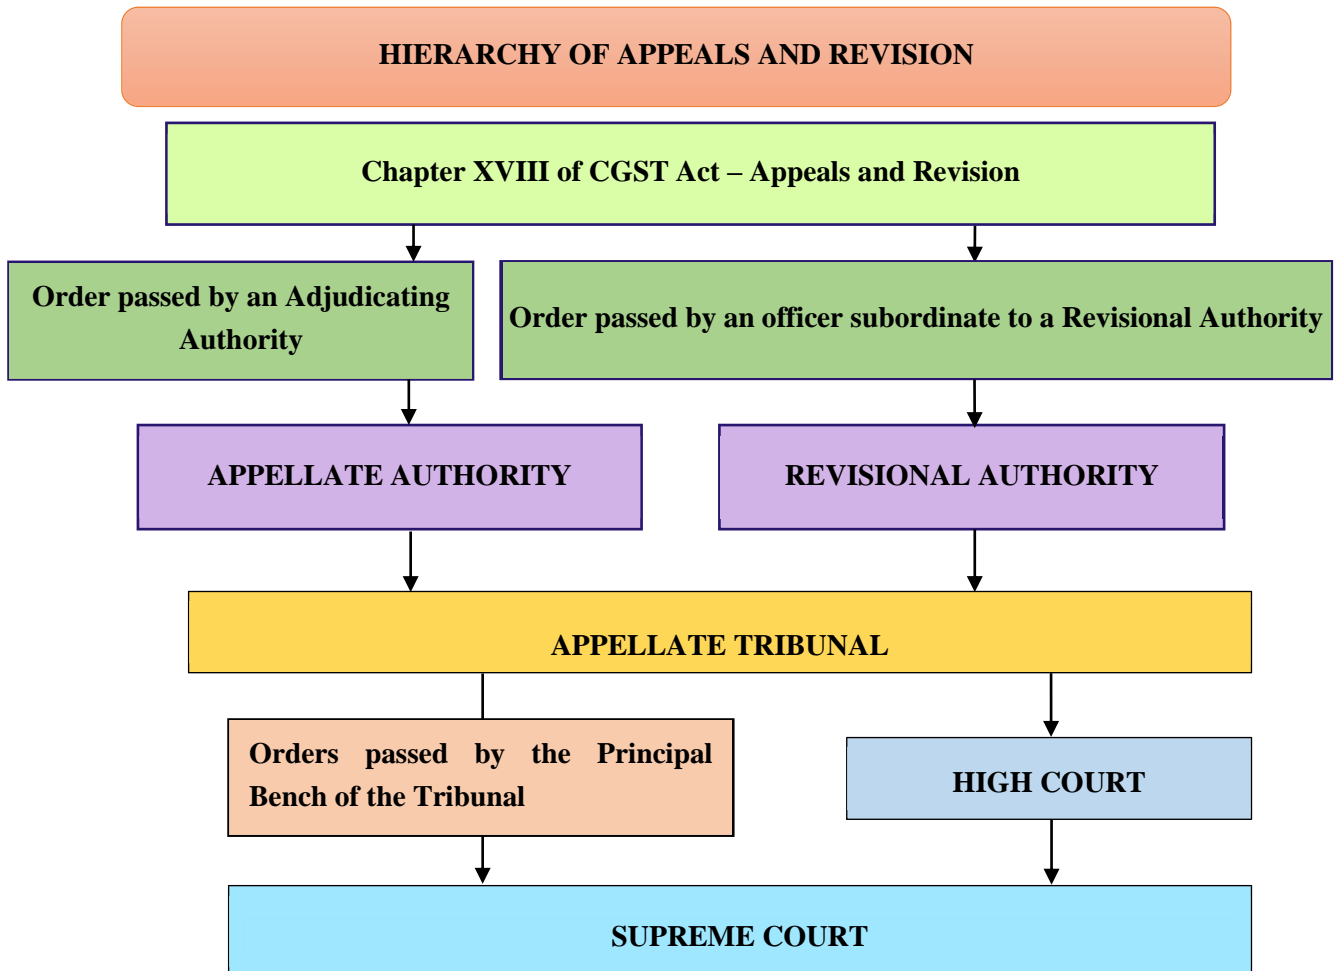 HIERARCHY OF APPEALS AND REVISION
Chapter XVIII of CGST Act – Appeals and Revision
Order passed by an Adjudicating
Authority
Order passed by an officer subordinate to a Revisional Authority
APPELLATE AUTHORITY
REVISIONAL AUTHORITY
APPELLATE TRIBUNAL
Orders passed by the Principal
Bench of the Tribunal
HIGH COURT
SUPREME COURT